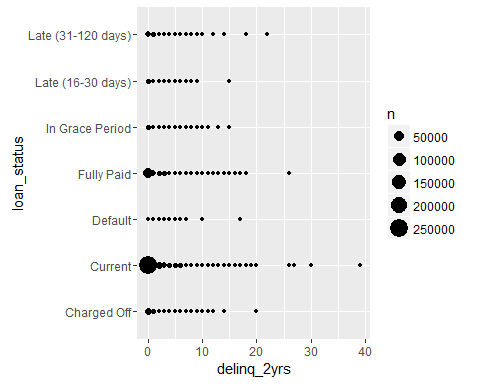 Late (31-120 days)
Late (16-30 days)
In Grace Period
Fully Paid
Default
Current
Charged Off
loan_status
0 10 20 30 40
delinq_2yrs
n
50000
100000
150000
200000
250000